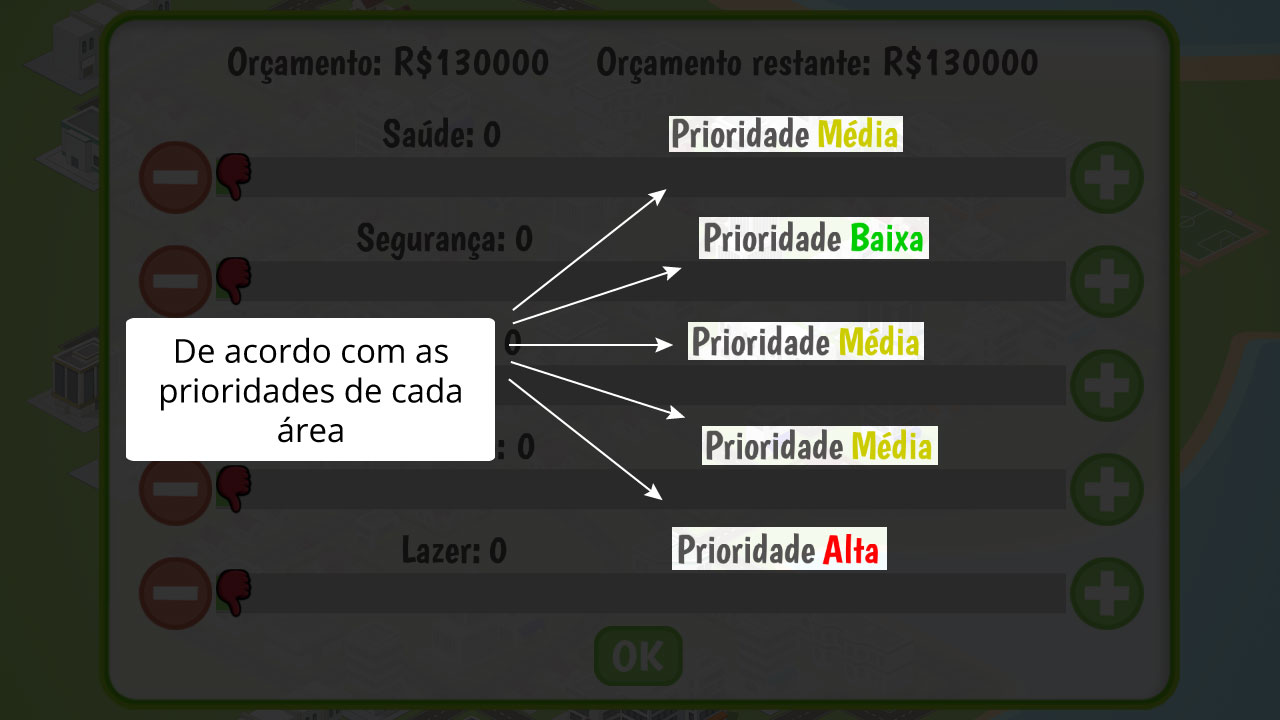 Orçamento: R$130000 Orçamento restante: R$130000
Saúde: 0 Prioridade Média
Segurança: 0 Prioridade Baixa
0 Prioridade Média
De acordo com as
prioridades de cada
área
: 0 Prioridade Média
Lazer: 0 Prioridade Alta
OK